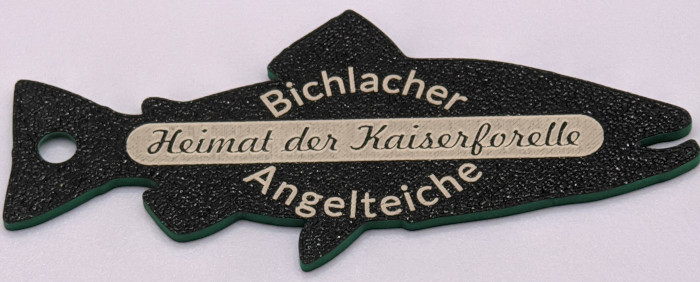 Bichlacher
Heimat der Kaiserforelle
Angelteiche